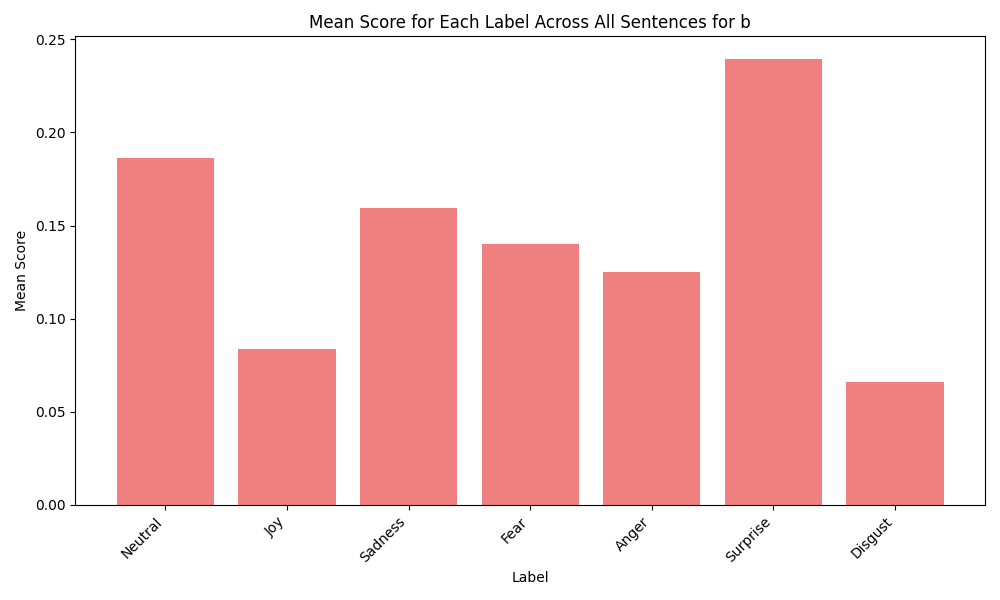 Mean Score for Each Label Across All Sentences for b
0.25
0.20
0.15
0.10
0.05
0.00
Mean Score
Neutral
Joy
Sadness
Fear
Anger
Surprise
Disgust
Label